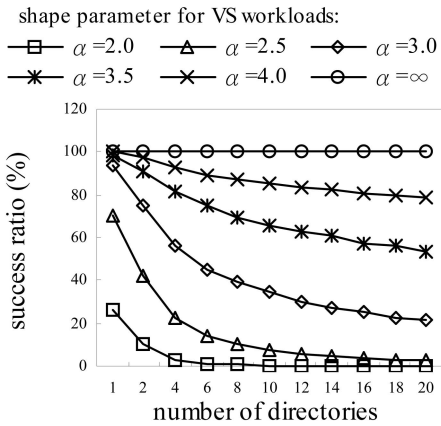 shape parameter for VS workloads:
α=2.0 α=2.5 α=3.0
α=3.5 α=4.0 α=∞
success ratio (%)
120
100
80
60
40
20
0
1 2 4 6 8 10 12 14 16 18 20
number of directories